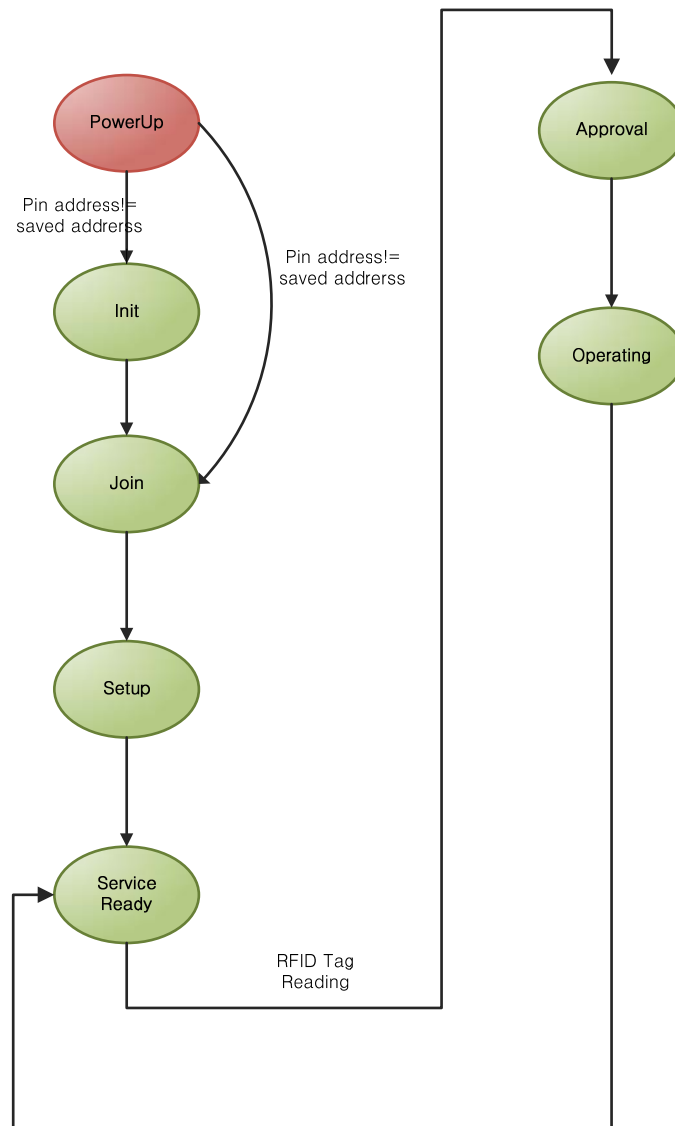 PowerUp
Pin address!=
saved addrerss
Pin address!=
saved addrerss
Init
Join
Setup
Service
Ready
RFID Tag
Reading
Approval
Operating